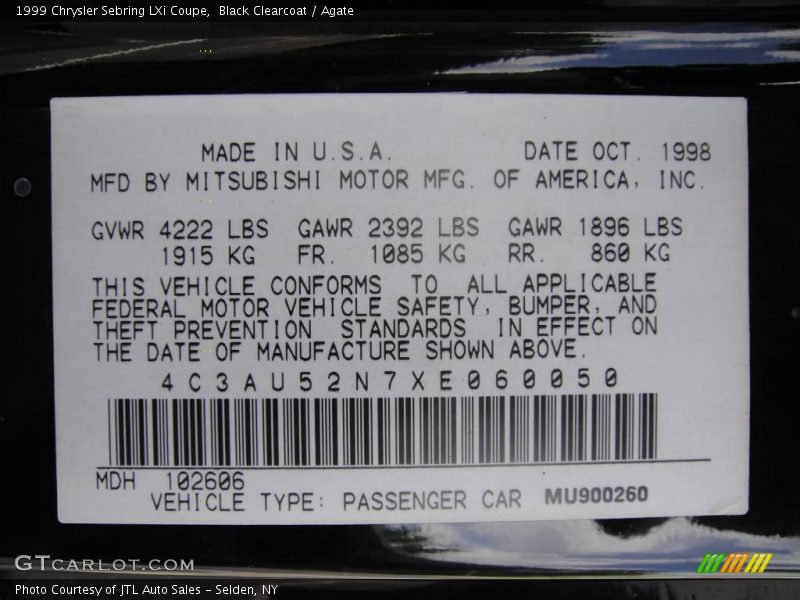 1999 Chrysler Sebring LXi Coupe,  Black Clearcoat / Agate
MADE IN U.S.A. DATE OCT. 1998
MFD BY MITSUBISHI MOTOR MFG. OF AMERICA, INC.
GVWR 4222 LBS GAWR 2392 LBS GAWR 1896 LBS
1915 KG FR. 1085 KG RR. 860 KG
THIS VEHICLE CONFORMS TO ALL APPLICABLE
FEDERAL MOTOR VEHICLE SAFETY, BUMPER, AND
THEFT PREVENTION STANDARDS IN EFFECT ON
THE DATE OF MANUFACTURE SHOWN ABOVE.
4C3AU52N7XE060050
MDH 102606
VEHICLE TYPE: PASSENGER CAR MU900260
GTCARLOT.COM
Photo Courtesy of JTL Auto Sales – Selden, NY